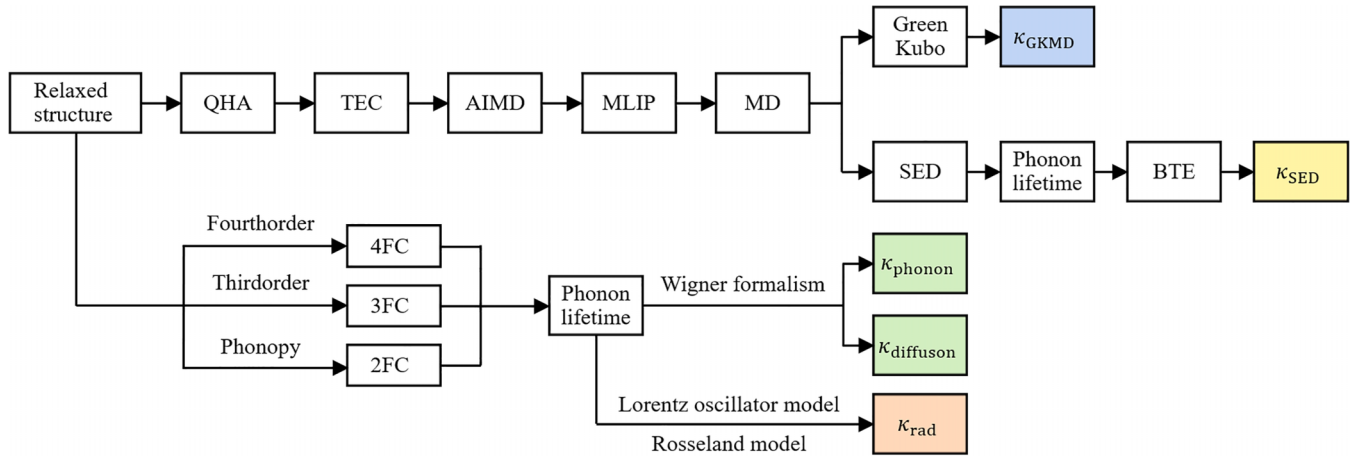 Green
Kubo
κGKMD
Relaxed
structure
QHA
TEC
AIMD
MLIP
MD
SED
Phonon
lifetime
BTE
κSED
Fourthorder
4FC
Thirdorder
3FC
Phonopy
2FC
Phonon
lifetime
Wigner formalism
κphonon
κdiffuson
Lorentz oscillator model
Rosseland model
κrad